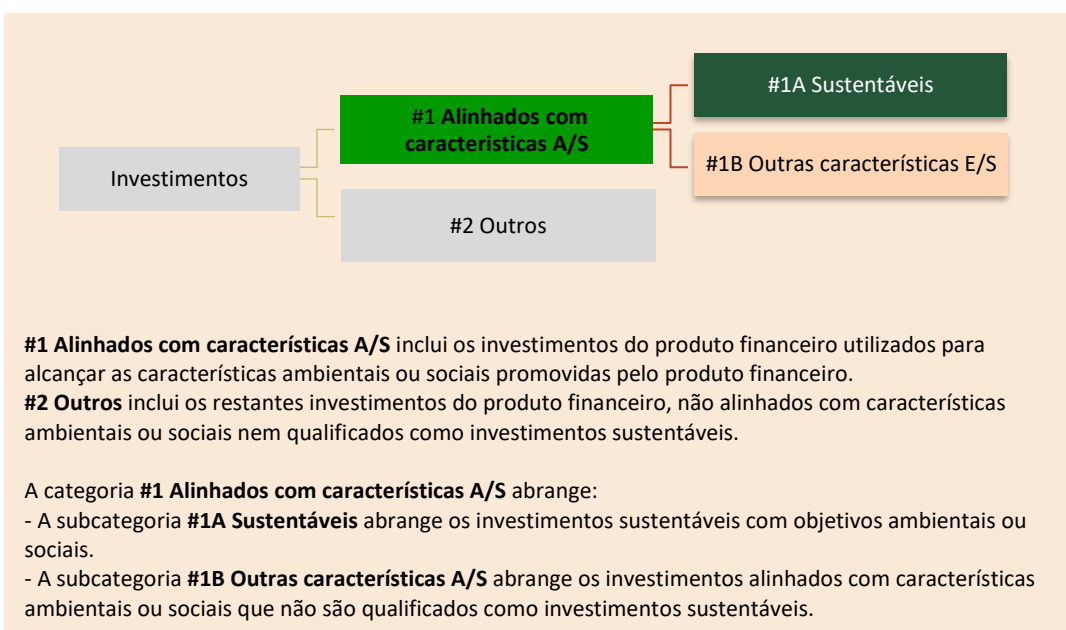 #1A Sustentáveis
#1 Alinhados com
caracteristicas A/S
#1B Outras características E/S
Investimentos
#2 Outros
#1 Alinhados com características A/S inclui os investimentos do produto financeiro utilizados para
alcançar as características ambientais ou sociais promovidas pelo produto financeiro.
#2 Outros inclui os restantes investimentos do produto financeiro, não alinhados com características
ambientais ou sociais nem qualificados como investimentos sustentáveis.
A categoria #1 Alinhados com características A/S abrange:
- A subcategoria #1A Sustentáveis abrange os investimentos sustentáveis com objetivos ambientais ou
sociais.
- A subcategoria #1B Outras características A/S abrange os investimentos alinhados com características
ambientais ou sociais que não são qualificados como investimentos sustentáveis.